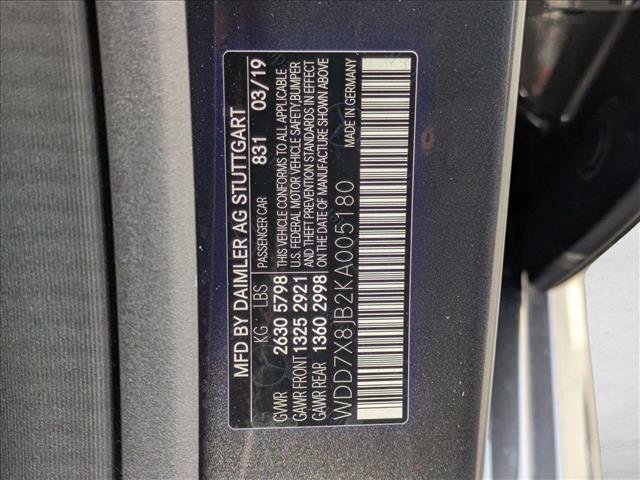 MFD BY DAIMLER AG STUTTGART
KG LBS PASSENGER CAR 831 03/19
GVWR 2630 5798 THIS VEHICLE CONFORMS TO ALL APPLICABLE
GAWR FRONT 1325 2921 U.S. FEDERAL MOTOR VEHICLE SAFETY,BUMPER
GAWR REAR 1360 2998 AND THEFT PREVENTION STANDARDS IN EFFECT
ON THE DATE OF MANUFACTURE SHOWN ABOVE
WDD7X8JB2KA005180 MADE IN GERMANY